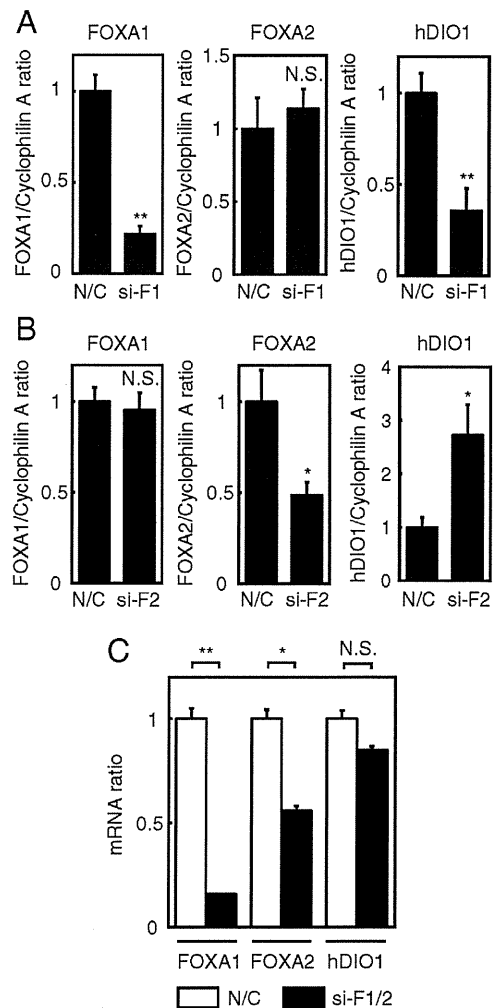 A
FOXA1
FOXA2
hDIO1
FOXA1/Cyclophilin A ratio
1
0.5
0
**
N/C si-F1
FOXA2/Cyclophilin A ratio
1.5
1
0.5
0
N.S.
N/C si-F1
hDIO1/Cyclophilin A ratio
1
0.5
0
**
N/C si-F1
B
FOXA1
FOXA2
hDIO1
FOXA1/Cyclophilin A ratio
1
0.5
0
N.S.
N/C si-F2
FOXA2/Cyclophilin A ratio
1
0.5
0
*
N/C si-F2
hDIO1/Cyclophilin A ratio
4
3
2
1
0
*
N/C si-F2
C
** * N.S.
mRNA ratio
1
0.5
0
FOXA1 FOXA2 hDIO1
N/C si-F1/2